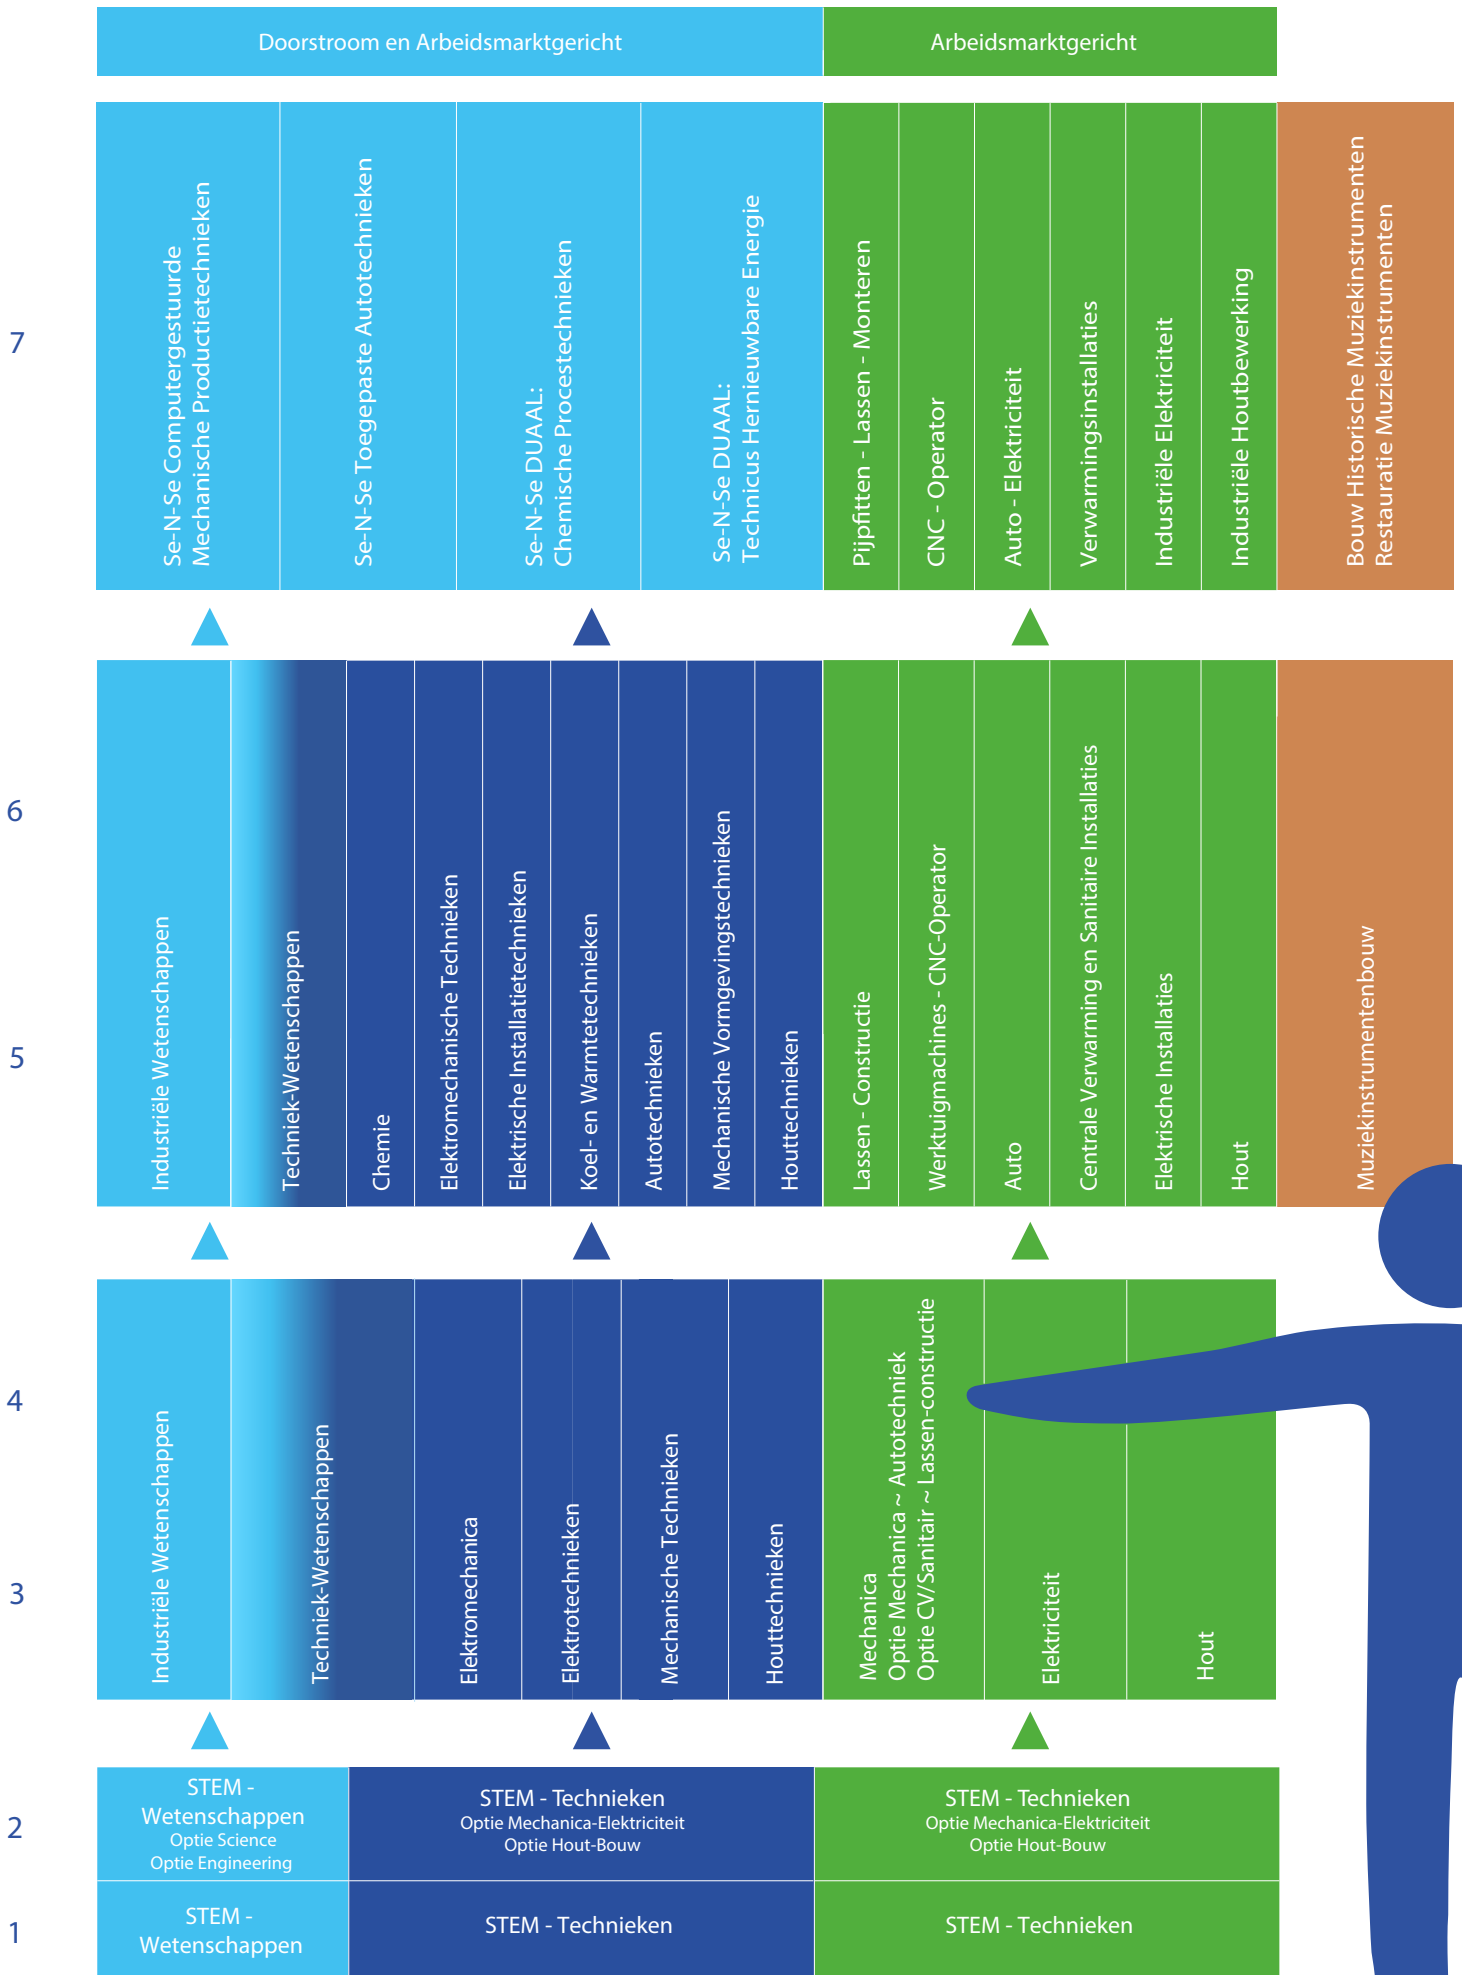 Doorstroom en Arbeidsmarktgericht
Arbeidsmarktgericht
7
Se-N-Se Computergestuurde
Mechanische Productietechnieken
Se-N-Se Toegepaste Autotechnieken
Se-N-Se DUAAL:
Chemische Procestechnieken
Se-N-Se DUAAL:
Technicus Hernieuwbare Energie
Pijpfitten - Lassen - Monteren
CNC - Operator
Auto - Elektriciteit
Verwarmingsinstallaties
Industriële Elektriciteit
Industriële Houtbewerking
Bouw Historische Muziekinstrumenten
Restauratie Muziekinstrumenten
6
5
Industriële Wetenschappen
Techniek-Wetenschappen
Chemie
Elektromechanische Technieken
Elektrische Installatietechnieken
Koel- en Warmtetechnieken
Autotechnieken
Mechanische Vormgevingstechnieken
Houttechnieken
Lassen - Constructie
Werktuigmachines - CNC-Operator
Auto
Centrale Verwarming en Sanitaire Installaties
Elektrische Installaties
Hout
Muziekinstrumentenbouw
4
3
Industriële Wetenschappen
Techniek-Wetenschappen
Elektromechanica
Elektrotechnieken
Mechanische Technieken
Houttechnieken
Mechanica
Optie Mechanica ~ Autotechniek
Optie CV/Sanitair ~ Lassen-constructie
Elektriciteit
Hout
2
STEM -
Wetenschappen
Optie Science
Optie Engineering
STEM - Technieken
Optie Mechanica-Elektriciteit
Optie Hout-Bouw
STEM - Technieken
Optie Mechanica-Elektriciteit
Optie Hout-Bouw
1
STEM -
Wetenschappen
STEM - Technieken
STEM - Technieken